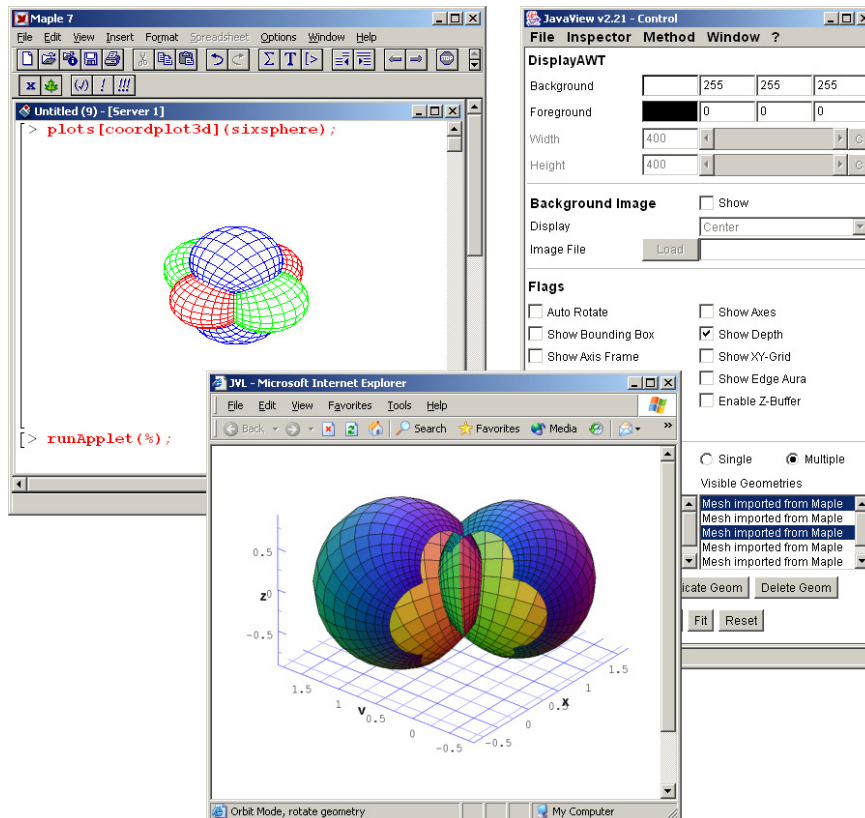 Maple 7
File Edit View Insert Format Spreadsheet Options Window Help
Σ T [>
STOP
x (√) ! !!!
Untitled (9) - [Server 1]
[> plots[coordplot3d](sixsphere);
[> runApplet(%);
JavaView v2.21 - Control
File Inspector Method Window ?
DisplayAWT
Background 255 255 255
Foreground 0 0 0
Width 400 C
Height 400 C
Background Image Show
Display Center
Image File Load
Flags
Auto Rotate Show Axes
Show Bounding Box Show Depth
Show Axis Frame Show XY-Grid
Show Edge Aura
Enable Z-Buffer
Single Multiple
Visible Geometries
Mesh imported from Maple
Mesh imported from Maple
Mesh imported from Maple
Mesh imported from Maple
Mesh imported from Maple
icate Geom Delete Geom
Fit Reset
JVL - Microsoft Internet Explorer
File Edit View Favorites Tools Help
Back Search Favorites Media »
0.5
z 0
-0.5
1.5
1
y
0.5
0
-0.5
-0.5
0
0.5
x
1
1.5
Orbit Mode, rotate geometry My Computer